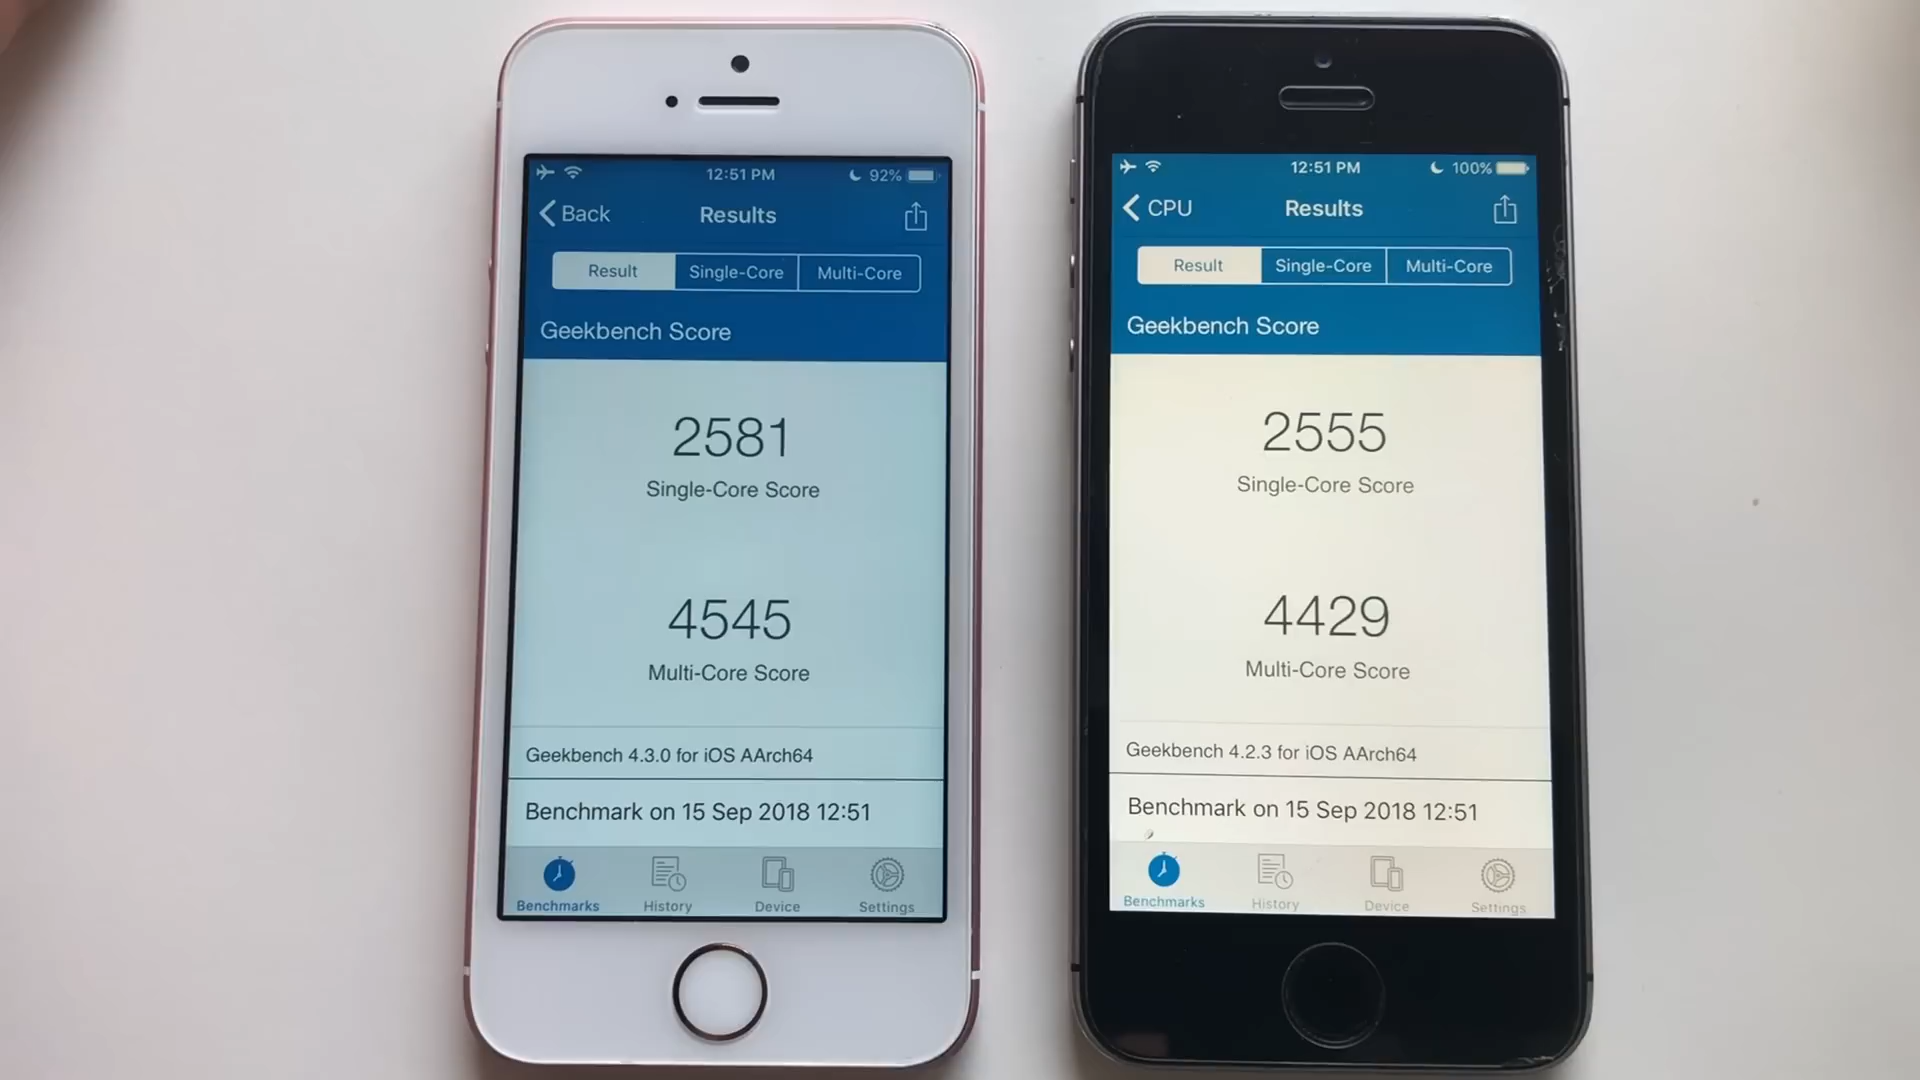 12:51 PM
92%
Back
Results
Result
Single-Core
Multi-Core
Geekbench Score
2581
Single-Core Score
4545
Multi-Core Score
Geekbench 4.3.0 for iOS AArch64
Benchmark on 15 Sep 2018 12:51
Benchmarks
History
Device
Settings
12:51 PM
100%
CPU
Results
Result
Single-Core
Multi-Core
Geekbench Score
2555
Single-Core Score
4429
Multi-Core Score
Geekbench 4.2.3 for iOS AArch64
Benchmark on 15 Sep 2018 12:51
Benchmarks
History
Device
Settings